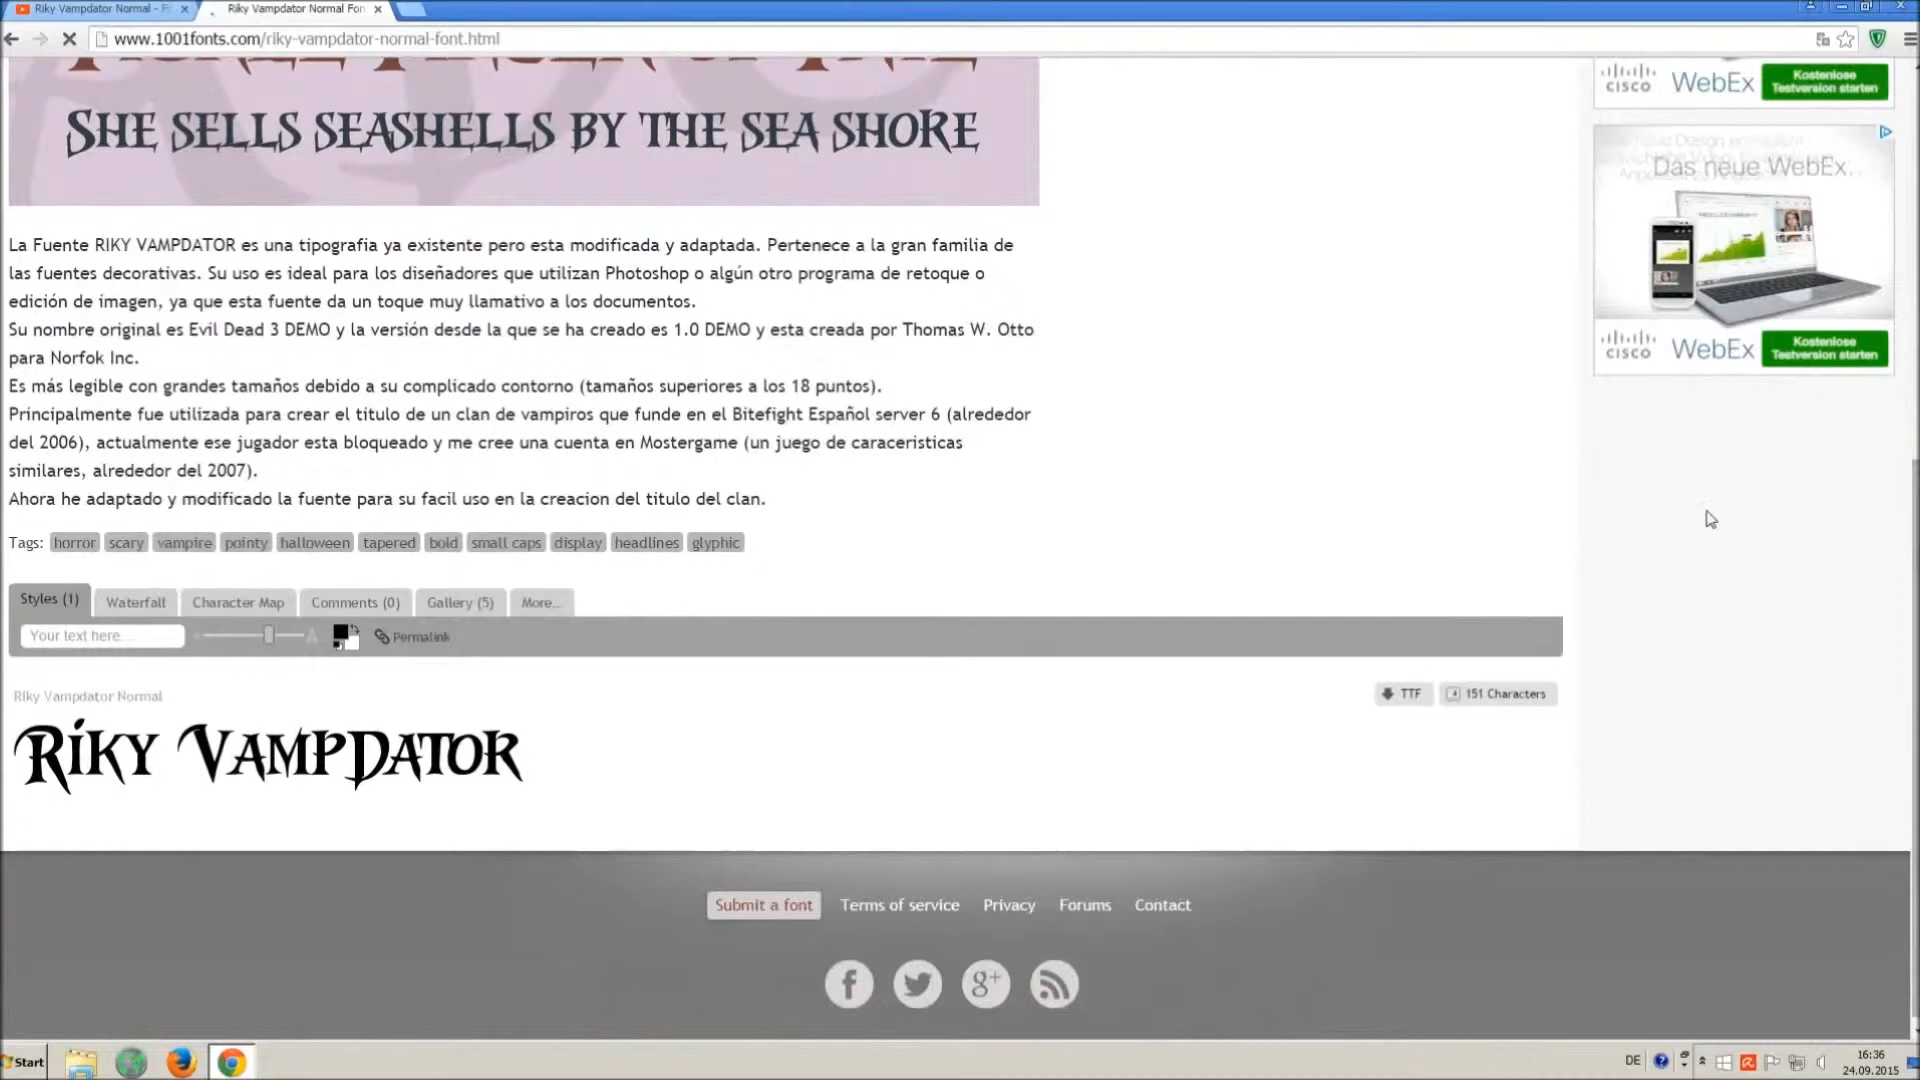 Riky Vampdator Normal - Fr
Riky Vampdator Normal Fon
www.1001fonts.com/riky-vampdator-normal-font.html
She sells seashells by the sea shore
La Fuente RIKY VAMPDATOR es una tipografia ya existente pero esta modificada y adaptada. Pertenece a la gran familia de
las fuentes decorativas. Su uso es ideal para los diseñadores que utilizan Photoshop o algún otro programa de retoque o
edición de imagen, ya que esta fuente da un toque muy llamativo a los documentos.
Su nombre original es Evil Dead 3 DEMO y la versión desde la que se ha creado es 1.0 DEMO y esta creada por Thomas W. Otto
para Norfok Inc.
Es más legible con grandes tamaños debido a su complicado contorno (tamaños superiores a los 18 puntos).
Principalmente fue utilizada para crear el titulo de un clan de vampiros que funde en el Bitefight Español server 6 (alrededor
del 2006), actualmente ese jugador esta bloqueado y me cree una cuenta en Mostergame (un juego de caraceristicas
similares, alrededor del 2007).
Ahora he adaptado y modificado la fuente para su facil uso en la creacion del titulo del clan.
Tags: horror scary vampire pointy halloween tapered bold small caps display headlines glyphic
Styles (1) Waterfall Character Map Comments (0) Gallery (5) More...
Your text here... A Permalink
Riky Vampdator Normal
TTF 151 Characters
Riky VampDator
CISCO WebEx Kostenlose
Testversion starten
Das neue WebEx.
CISCO WebEx Kostenlose
Testversion starten
Submit a font Terms of service Privacy Forums Contact
Start
DE
16:36
24.09.2015